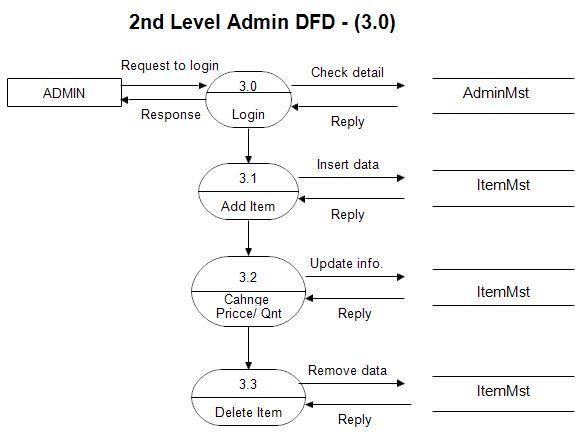 2nd Level Admin DFD - (3.0)
Request to login
Check detail
ADMIN
3.0
AdminMst
Response
Login
Reply
3.1
Insert data
ItemMst
Add Item
Reply
3.2
Update info.
ItemMst
Cahnge
Pricce/ Qnt
Reply
3.3
Remove data
ItemMst
Delete Item
Reply